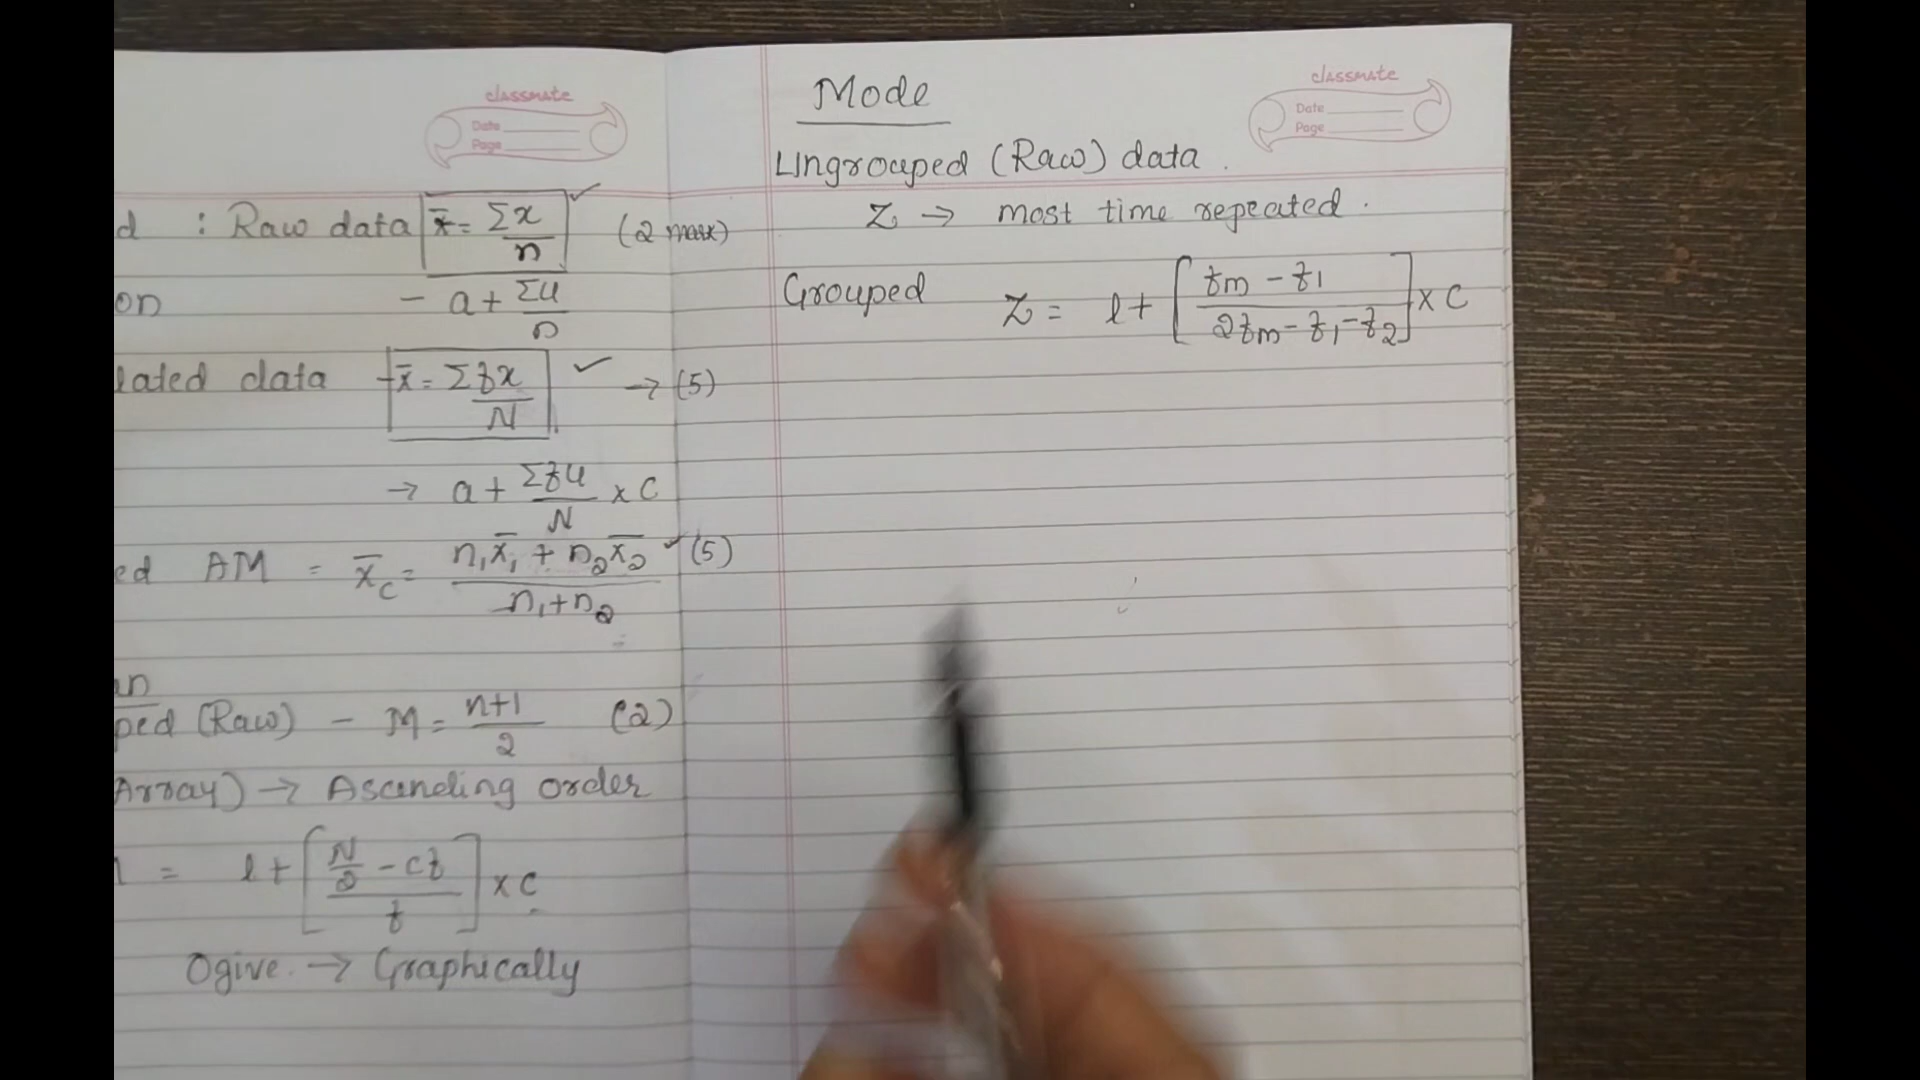 classmate
Date
Page
d : Raw data x̄ = Σx/n ✓ (2 mark)
on - a + Σu/n
lated data - x̄ = Σfx/N ✓ → (5)
→ a + Σfu/N × C
ed AM = x̄c = n₁x̄₁ + n₂x̄₂ / n₁+n₂ ✓ (5)
an
ped (Raw) - M = n+1/2 (2)
Array) → Ascending order
= l + [N/2 - cf / f] × C
Ogive. → Graphically
classmate
Date
Page
Mode
Ungrouped (Raw) data.
Z → most time repeated.
Grouped Z = l + [fm - f1 / 2fm - f1 - f2] × C